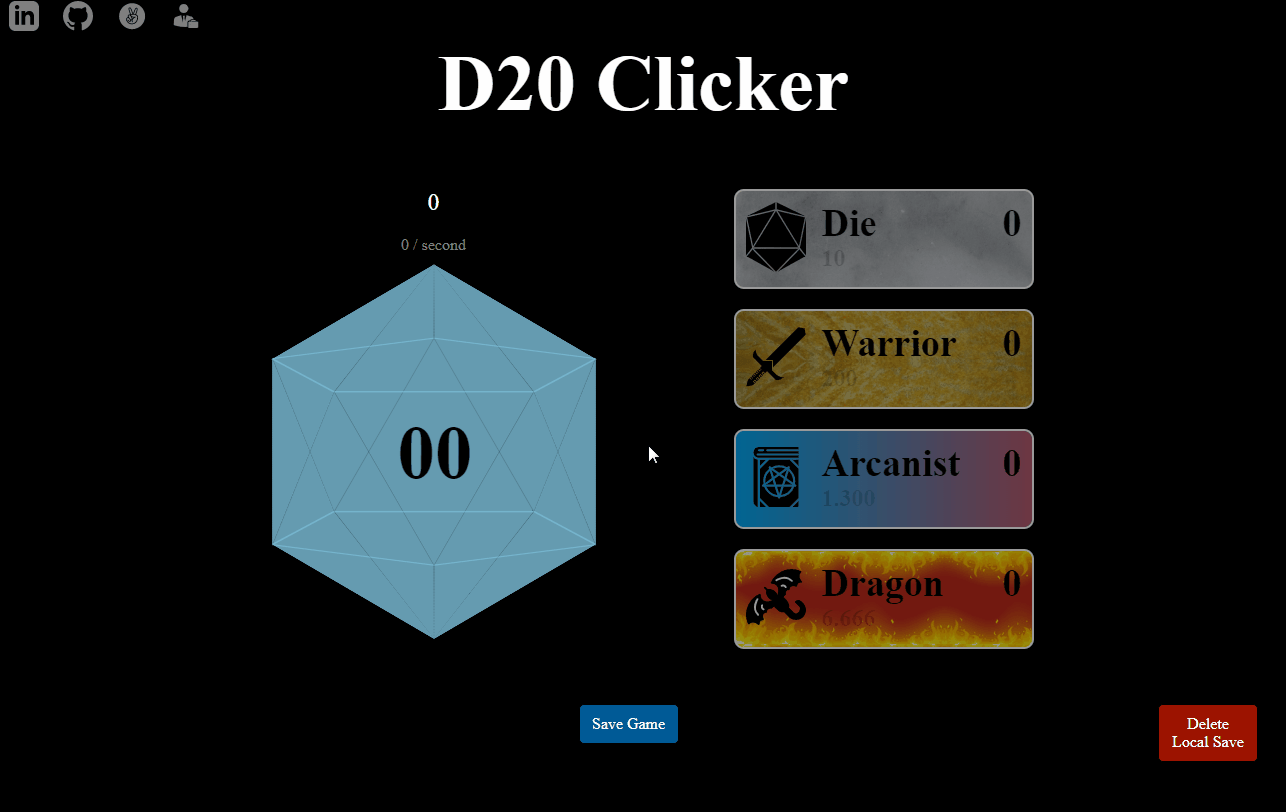 in
D20 Clicker
0
0 / second
00
Die 0
10
Warrior 0
200
Arcanist 0
1,300
Dragon 0
6,666
Save Game
Delete
Local Save